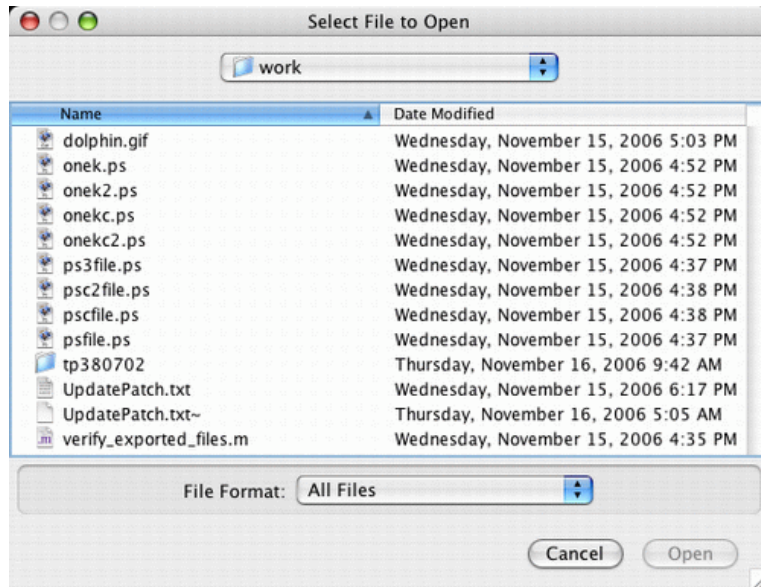 Select File to Open
work
Name Date Modified
dolphin.gif Wednesday, November 15, 2006 5:03 PM
onek.ps Wednesday, November 15, 2006 4:52 PM
onek2.ps Wednesday, November 15, 2006 4:52 PM
onekc.ps Wednesday, November 15, 2006 4:52 PM
onekc2.ps Wednesday, November 15, 2006 4:52 PM
ps3file.ps Wednesday, November 15, 2006 4:37 PM
psc2file.ps Wednesday, November 15, 2006 4:38 PM
pscfile.ps Wednesday, November 15, 2006 4:38 PM
psfile.ps Wednesday, November 15, 2006 4:37 PM
tp380702 Thursday, November 16, 2006 9:42 AM
UpdatePatch.txt Wednesday, November 15, 2006 6:17 PM
UpdatePatch.txt~ Thursday, November 16, 2006 5:05 AM
.m verify_exported_files.m Wednesday, November 15, 2006 4:35 PM
File Format: All Files
Cancel Open